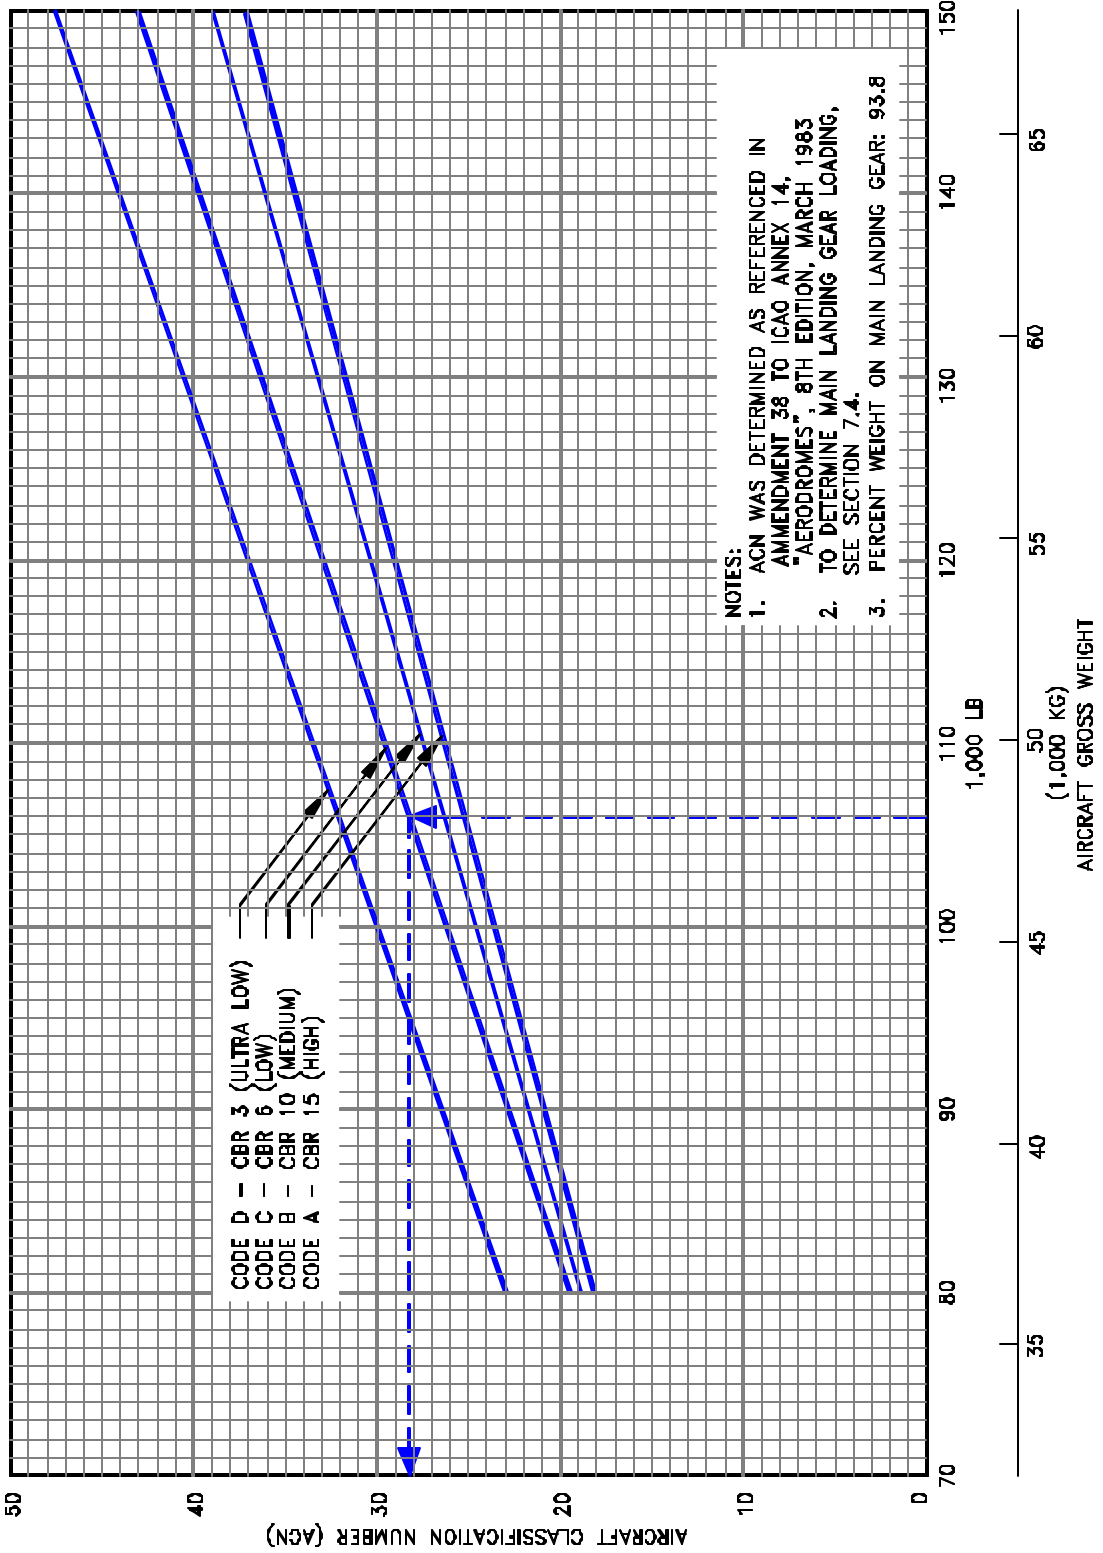 50
40
30
20
10
0
AIRCRAFT CLASSIFICATION NUMBER (ACN)
CODE D - CBR 3 (ULTRA LOW)
CODE C - CBR 6 (LOW)
CODE B - CBR 10 (MEDIUM)
CODE A - CBR 15 (HIGH)
NOTES:
1. ACN WAS DETERMINED AS REFERENCED IN
AMMENDMENT 38 TO ICAO ANNEX 14,
"AERODROMES", 8TH EDITION, MARCH 1983
2. TO DETERMINE MAIN LANDING GEAR LOADING,
SEE SECTION 7.4.
3. PERCENT WEIGHT ON MAIN LANDING GEAR: 93.8
70 80 90 100 110 120 130 140 150
1,000 LB
35 40 45 50 55 60 65
(1,000 KG)
AIRCRAFT GROSS WEIGHT